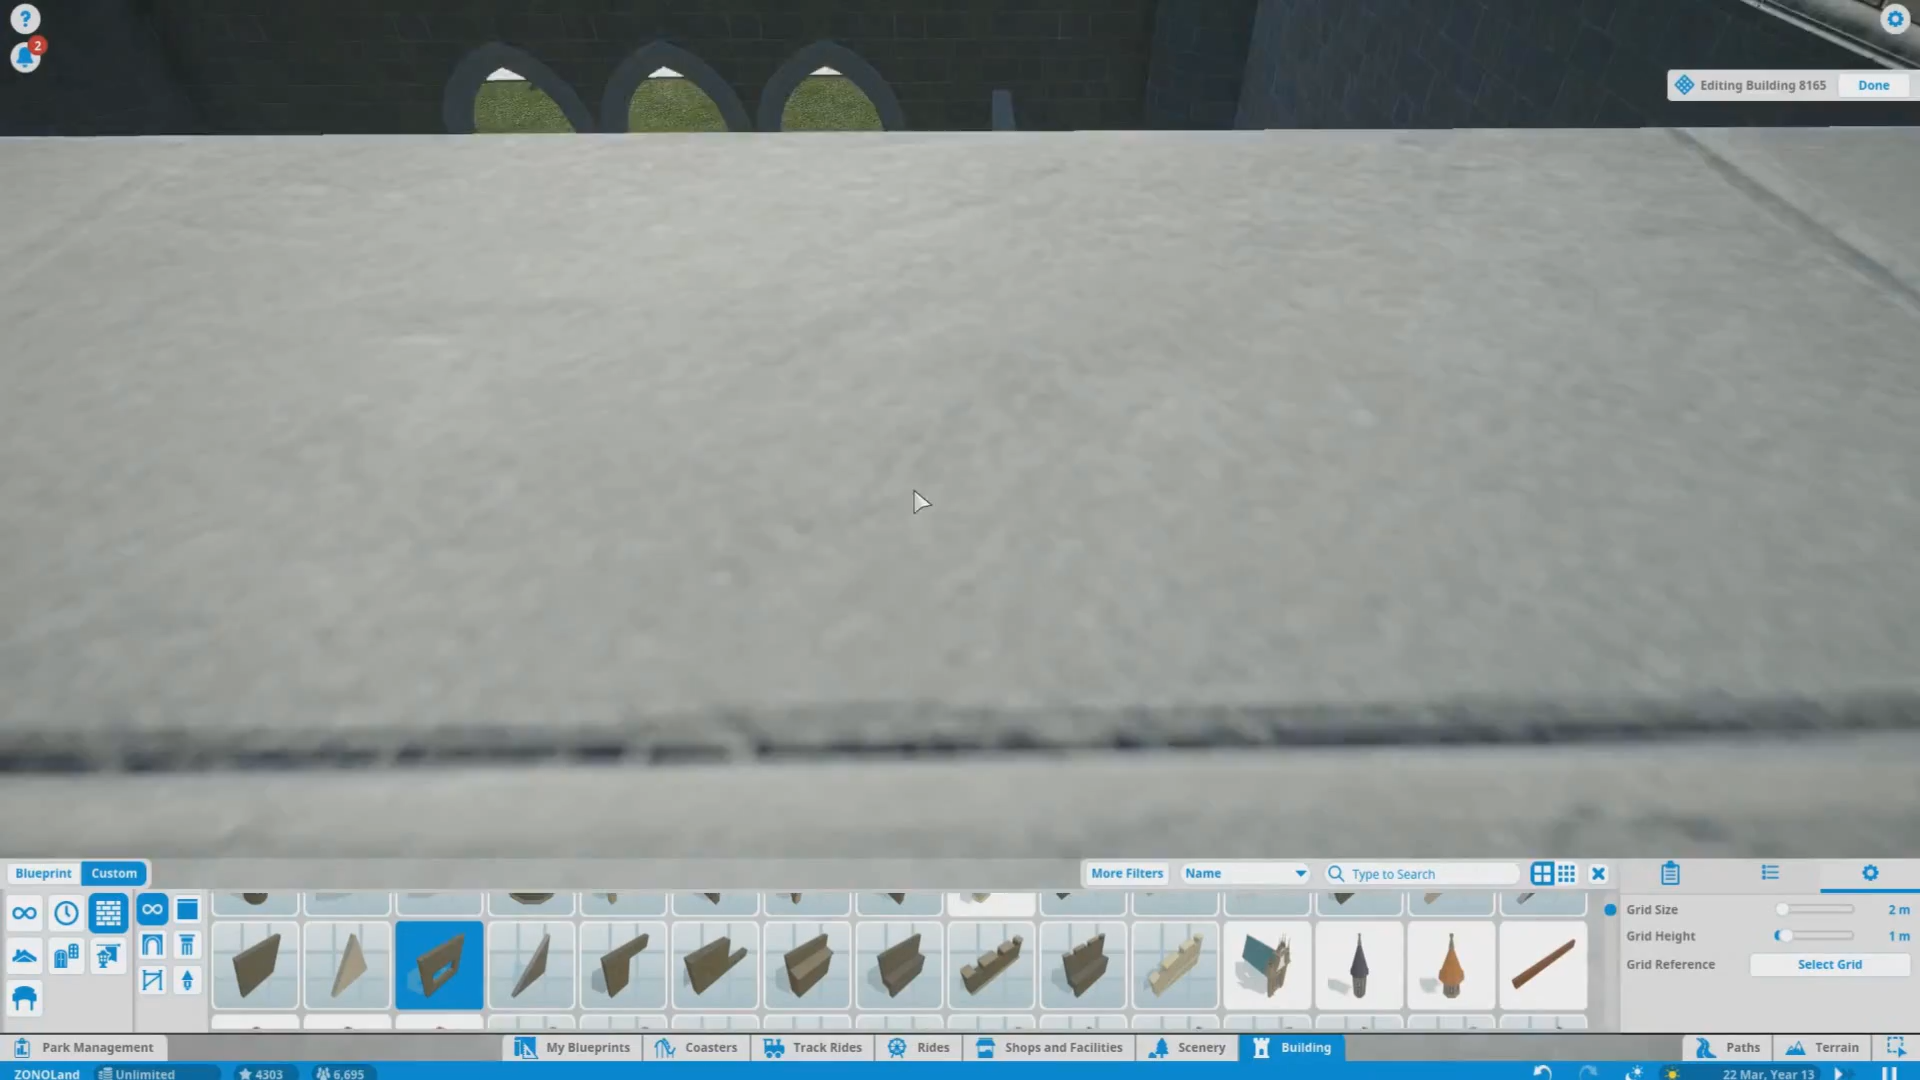 ?
2
Editing Building 8165 Done
Blueprint Custom More Filters Name Type to Search
Grid Size 2 m
Grid Height 1 m
Grid Reference Select Grid
Park Management My Blueprints Coasters Track Rides Rides Shops and Facilities Scenery Building Paths Terrain
ZONOLand Unlimited 4303 6,695 22 Mar, Year 13